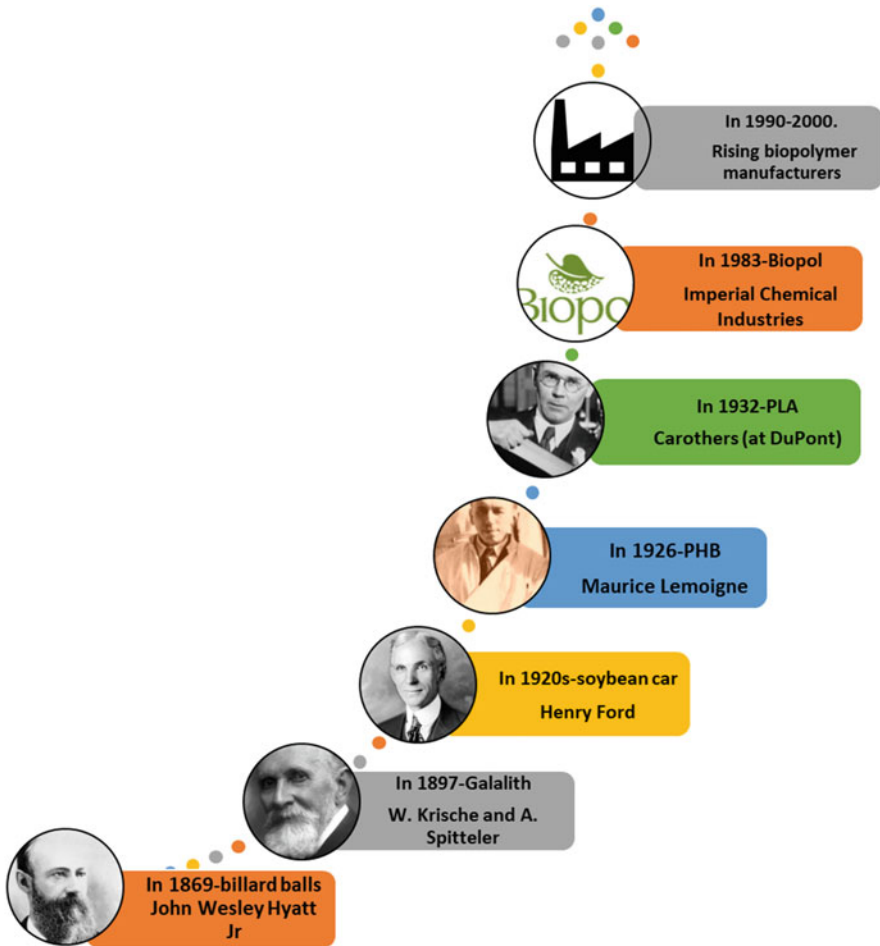 In 1990-2000.
Rising biopolymer
manufacturers
In 1983-Biopol
Imperial Chemical
Industries
Biopo
In 1932-PLA
Carothers (at DuPont)
In 1926-PHB
Maurice Lemoigne
In 1920s-soybean car
Henry Ford
In 1897-Galalith
W. Krische and A.
Spitteler
In 1869-billard balls
John Wesley Hyatt
Jr